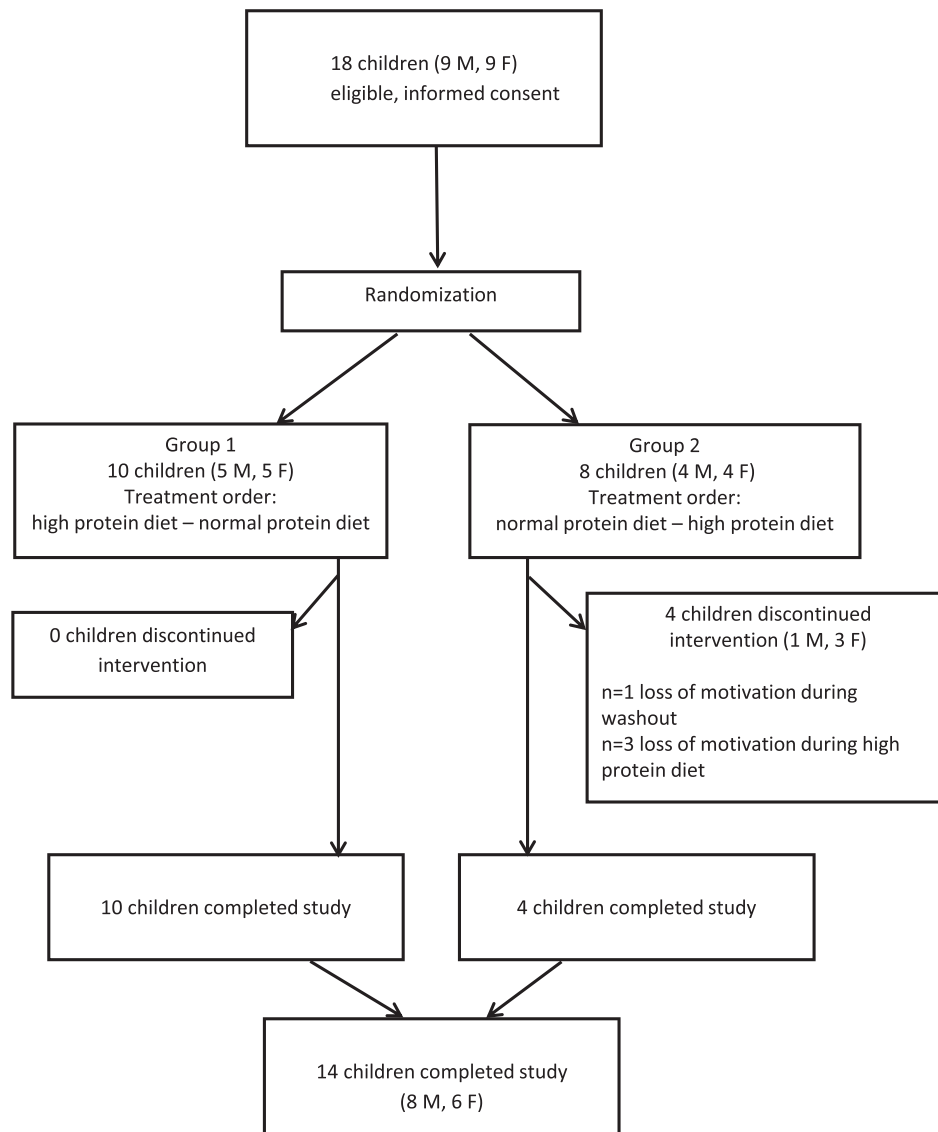 18 children (9 M, 9 F)
eligible, informed consent
Randomization
Group 1
10 children (5 M, 5 F)
Treatment order:
high protein diet – normal protein diet
Group 2
8 children (4 M, 4 F)
Treatment order:
normal protein diet – high protein diet
0 children discontinued
intervention
4 children discontinued
intervention (1 M, 3 F)
n=1 loss of motivation during
washout
n=3 loss of motivation during high
protein diet
10 children completed study
4 children completed study
14 children completed study
(8 M, 6 F)